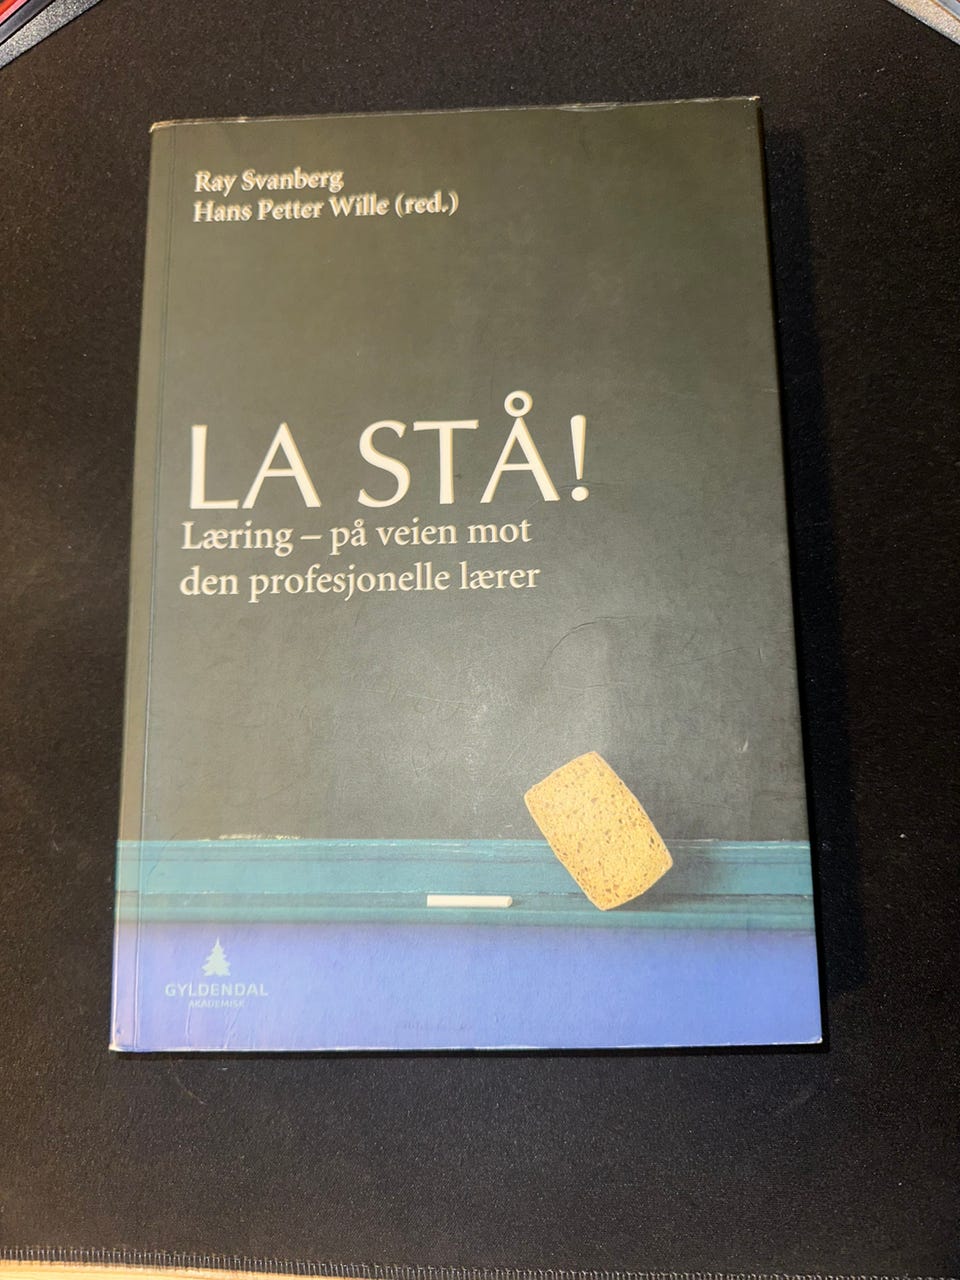 Ray Svanberg
Hans Petter Wille (red.)
LA STÅ!
Læring – på veien mot
den profesjonelle lærer
GYLDENDAL
AKADEMISK